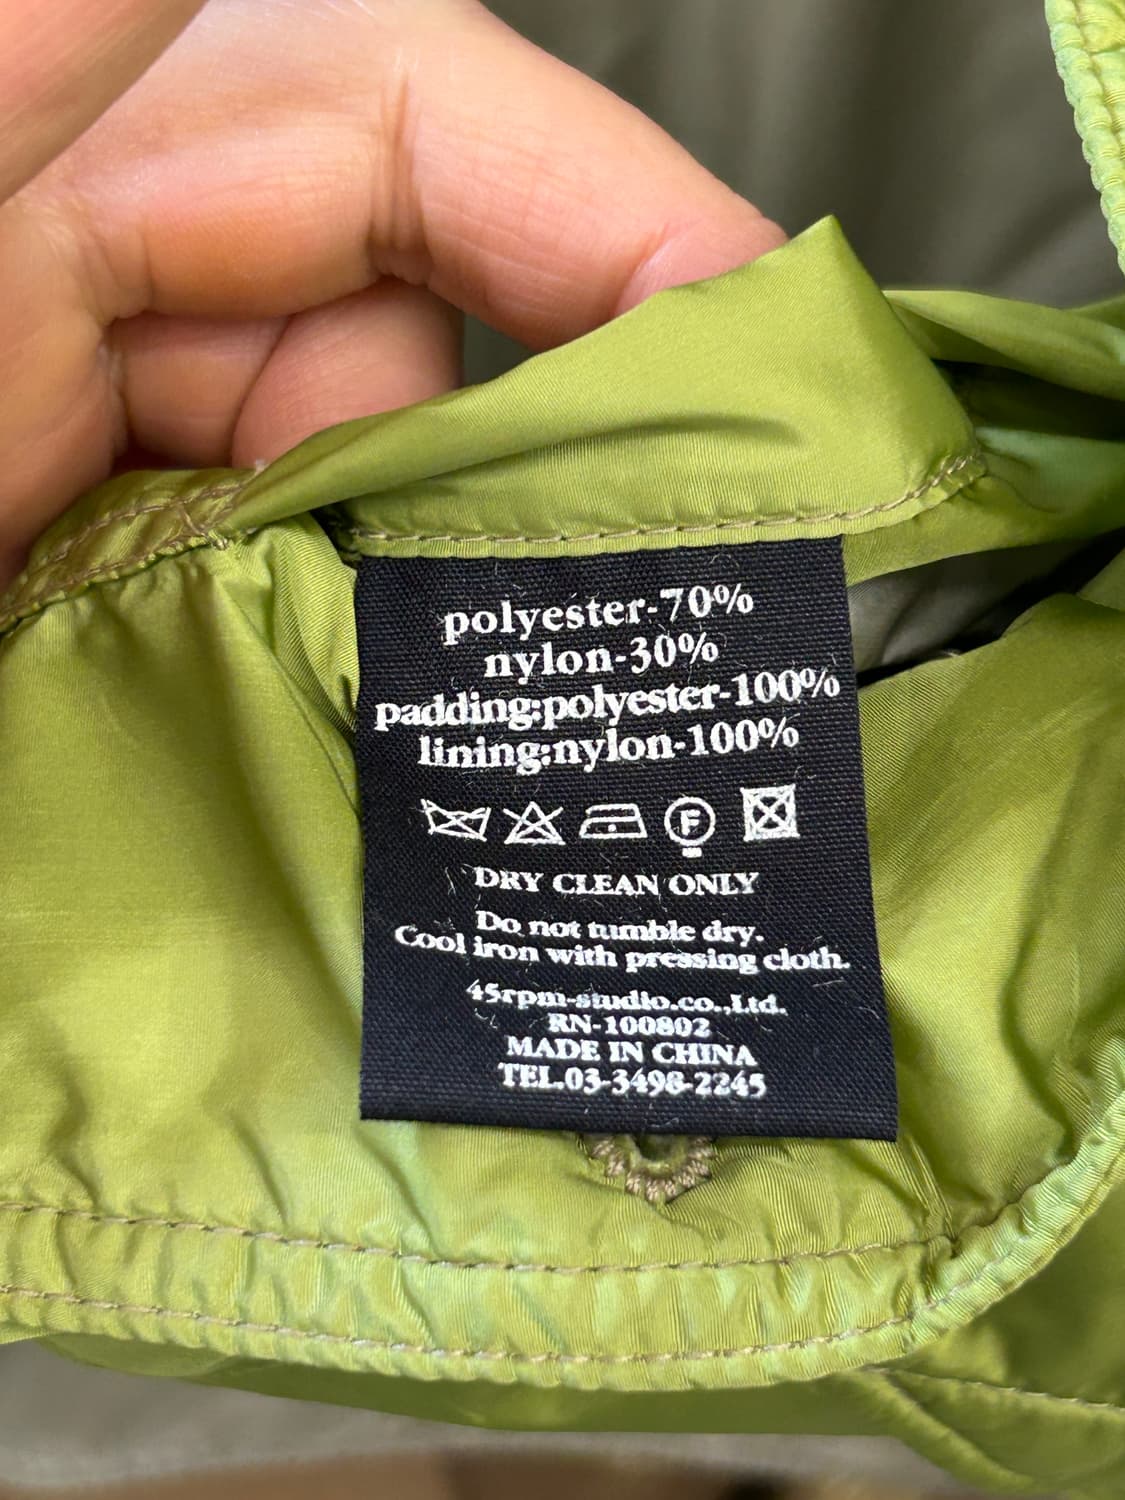 polyester-70%
nylon-30%
padding:polyester-100%
lining:nylon-100%
F
DRY CLEAN ONLY
Do not tumble dry.
Cool iron with pressing cloth.
45rpm-studio.co.,Ltd.
RN-100802
MADE IN CHINA
TEL.03-3498-2245